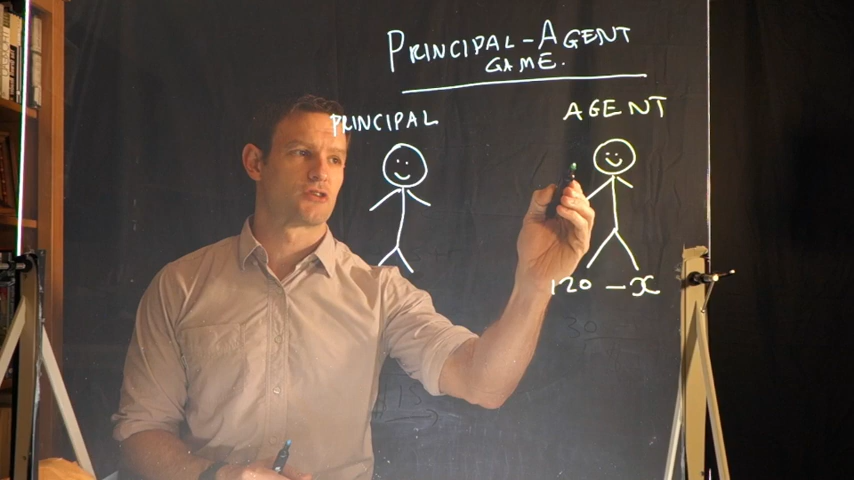 PRINCIPAL-AGENT
GAME.
PRINCIPAL
AGENT
120 - x